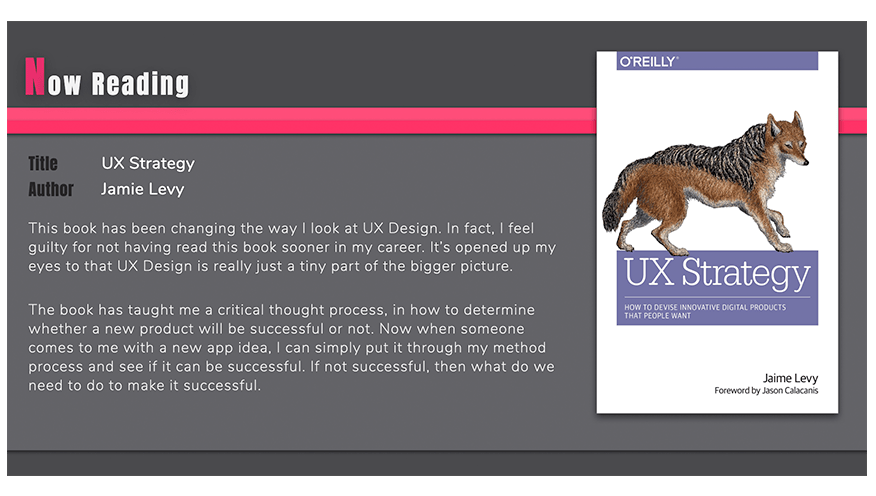 Now Reading
Title UX Strategy
Author Jamie Levy
This book has been changing the way I look at UX Design. In fact, I feel
guilty for not having read this book sooner in my career. It's opened up my
eyes to that UX Design is really just a tiny part of the bigger picture.
The book has taught me a critical thought process, in how to determine
whether a new product will be successful or not. Now when someone
comes to me with a new app idea, I can simply put it through my method
process and see if it can be successful. If not successful, then what do we
need to do to make it successful.
O'REILLY®
UX Strategy
HOW TO DEVISE INNOVATIVE DIGITAL PRODUCTS
THAT PEOPLE WANT
Jaime Levy
Foreword by Jason Calacanis